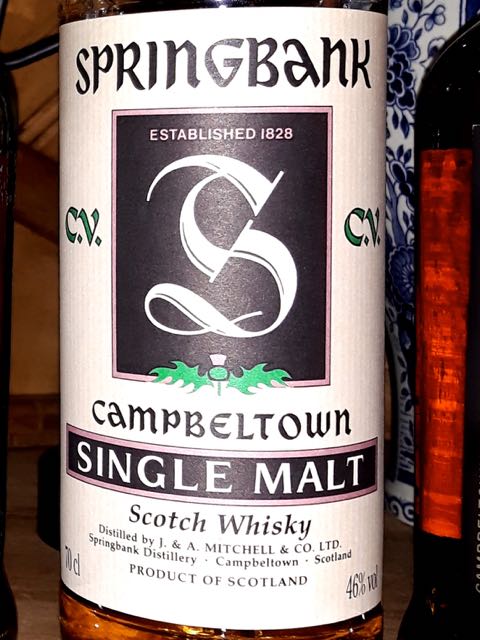 SPRINGBANK
ESTABLISHED 1828
S
C.V.
C.V.
CAMPBELTOWN
SINGLE MALT
Scotch Whisky
Distilled by J. & A. MITCHELL & CO. LTD.
Springbank Distillery · Campbeltown · Scotland
PRODUCT OF SCOTLAND
70 cl
46% vol